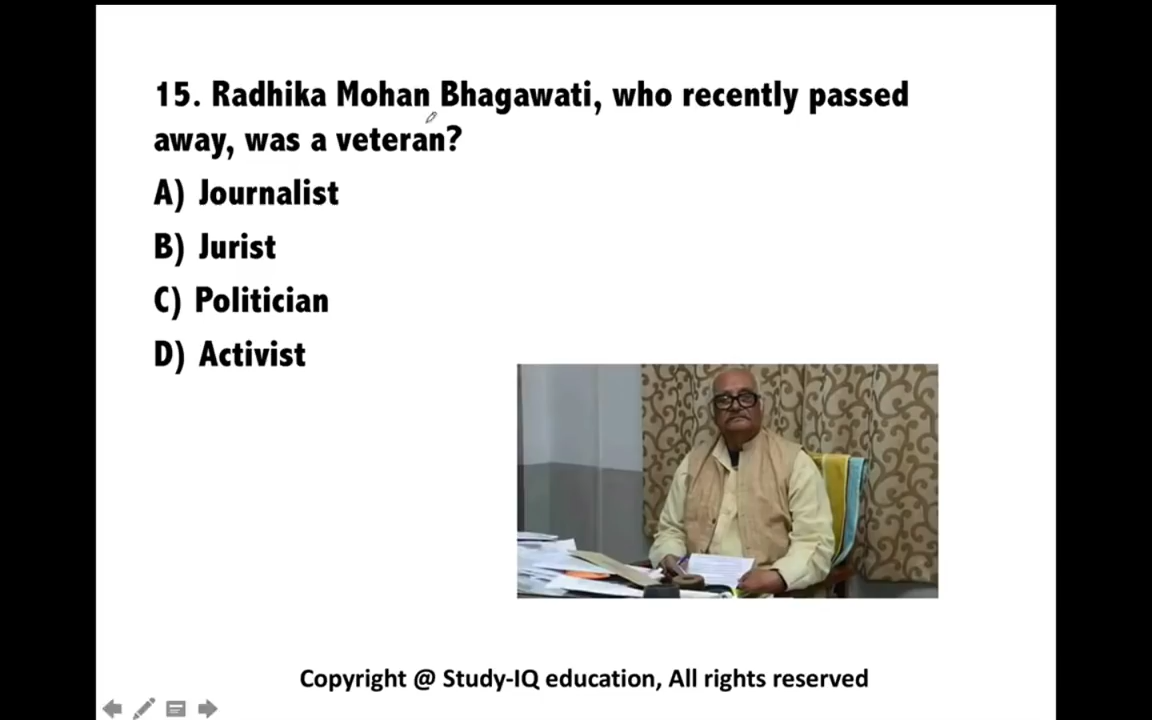 15. Radhika Mohan Bhagawati, who recently passed
away, was a veteran?
A) Journalist
B) Jurist
C) Politician
D) Activist
Copyright @ Study-IQ education, All rights reserved